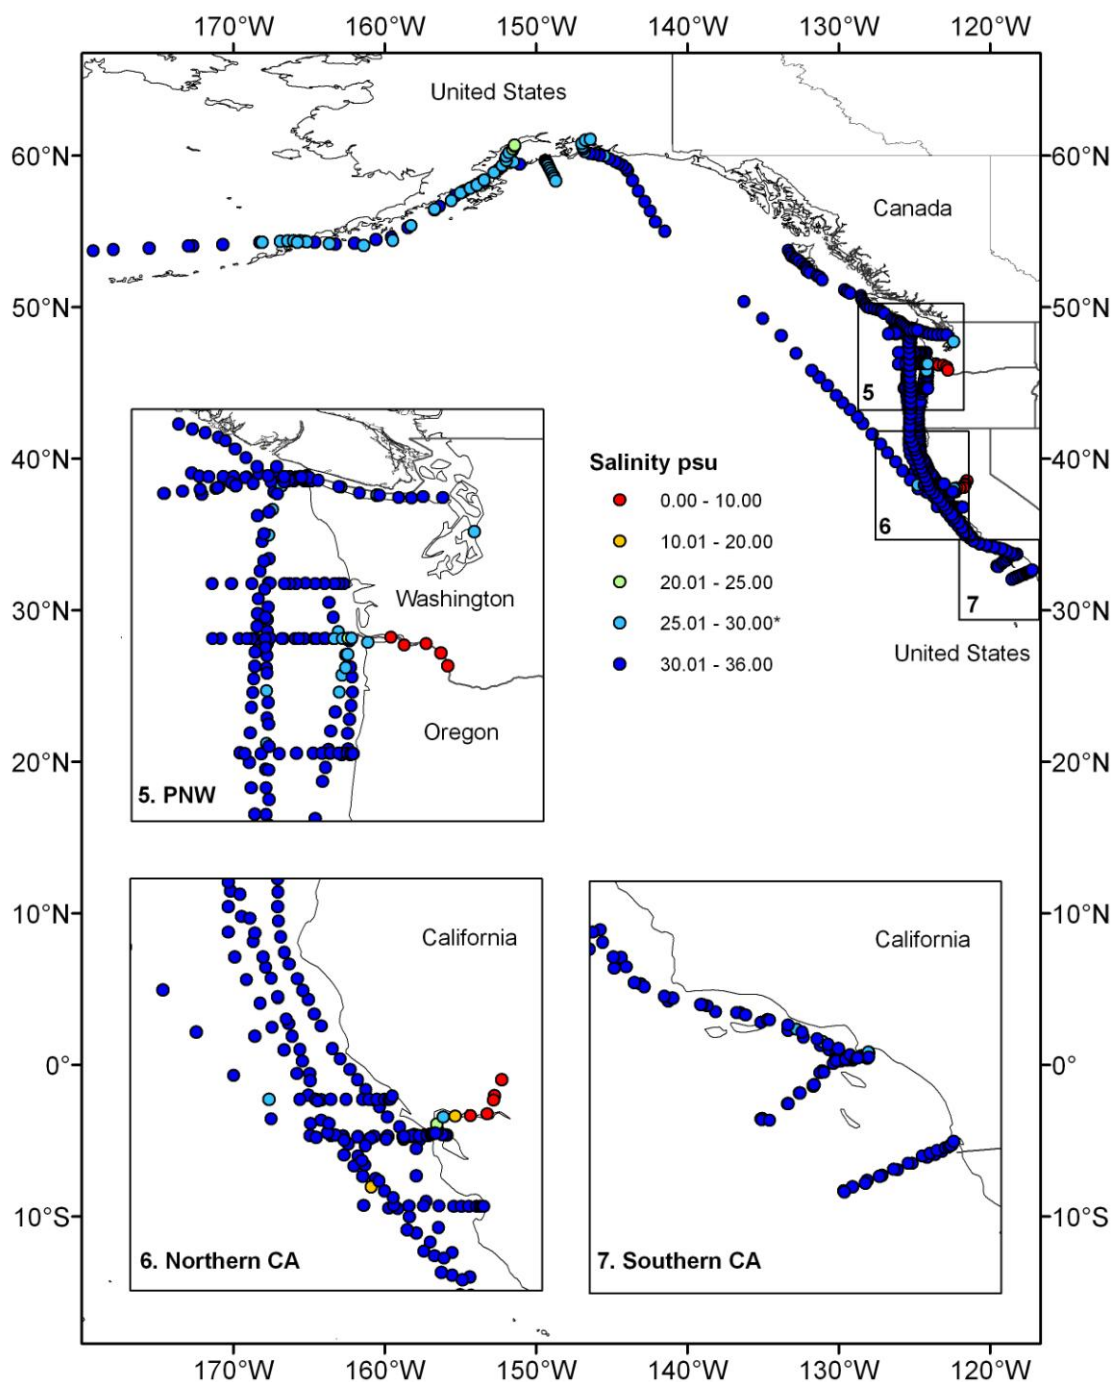 170°W 160°W 150°W 140°W 130°W 120°W
United States
60°N 60°N
Canada
50°N 50°N
5
40°N 40°N
Salinity psu
0.00 - 10.00
10.01 - 20.00
20.01 - 25.00
25.01 - 30.00*
30.01 - 36.00
6
7
30°N 30°N
United States
Washington
Oregon
20°N 20°N
5. PNW
10°N 10°N
California
California
0° 0°
10°S 10°S
6. Northern CA
7. Southern CA
170°W 160°W 150°W 140°W 130°W 120°W